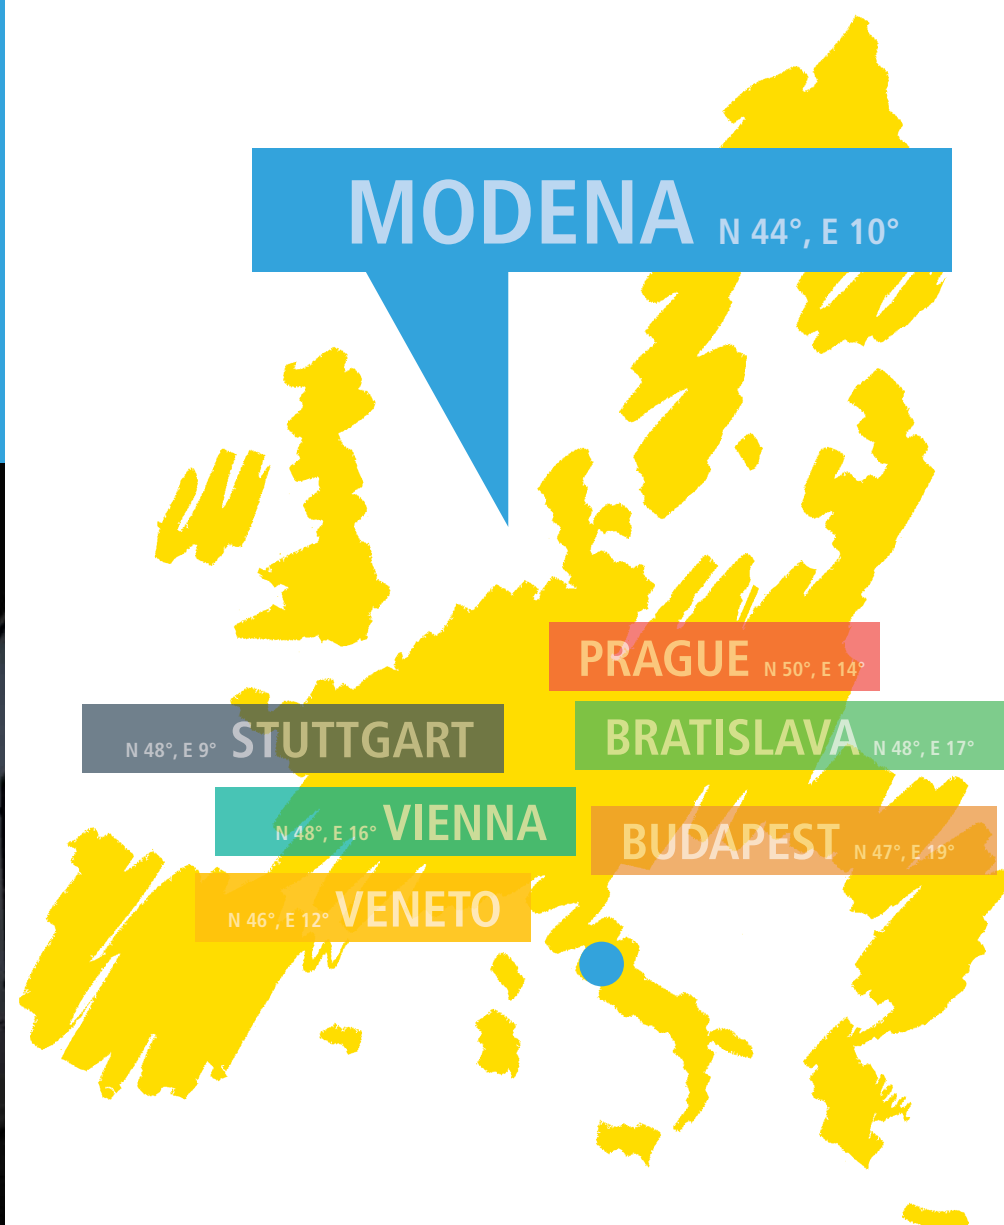 MODENA N 44°, E 10°
PRAGUE N 50°, E 14°
N 48°, E 9° STUTTGART
BRATISLAVA N 48°, E 17°
N 48°, E 16° VIENNA
BUDAPEST N 47°, E 19°
N 46°, E 12° VENETO